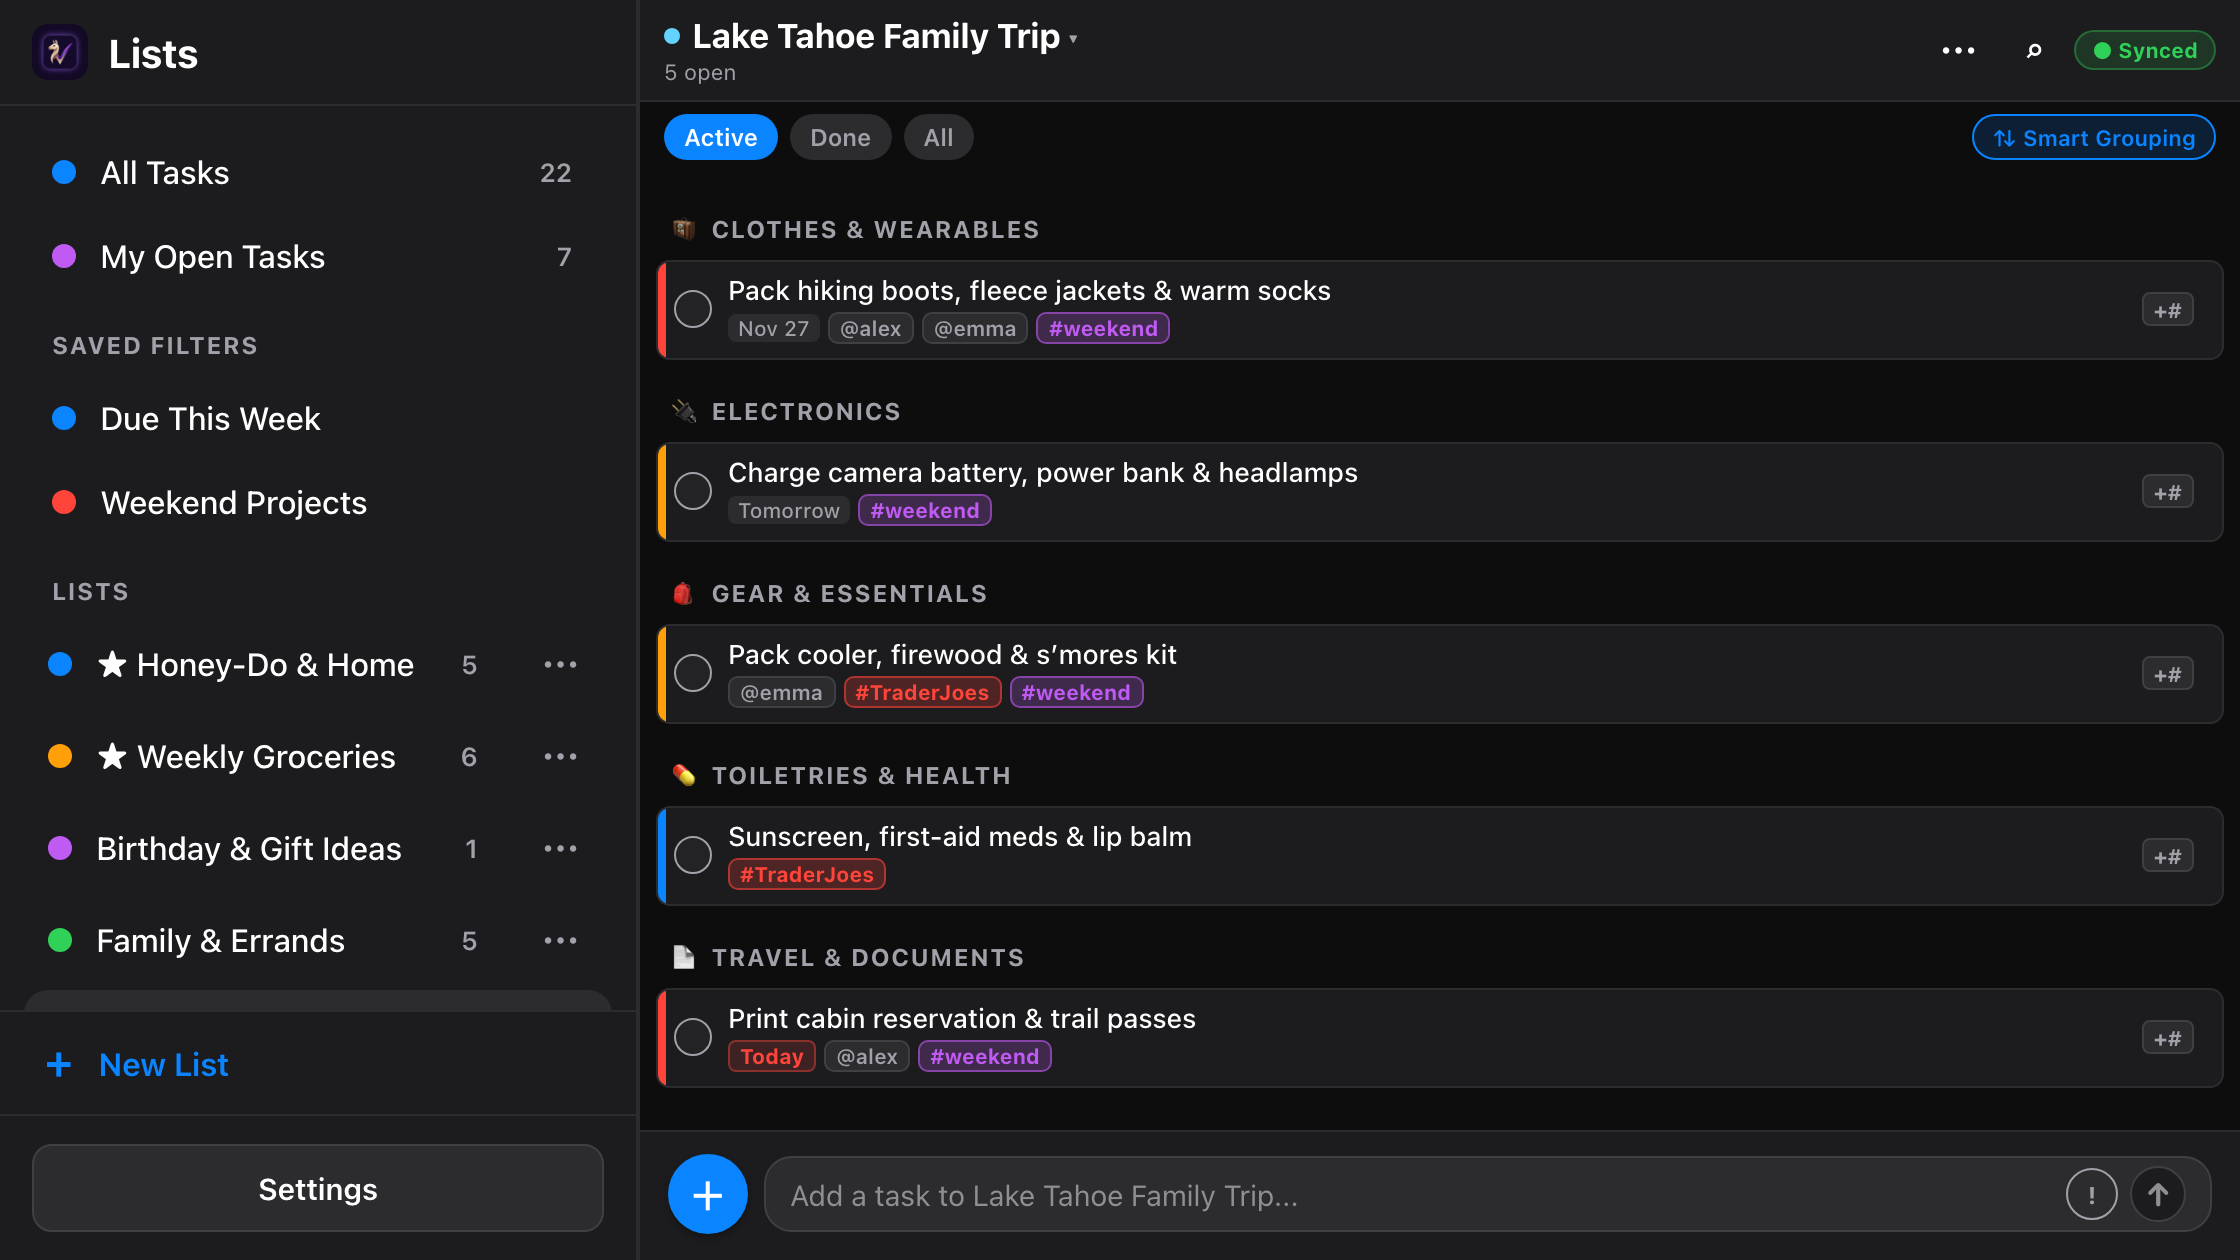 Lists
All Tasks 22
My Open Tasks 7
SAVED FILTERS
Due This Week
Weekend Projects
LISTS
★ Honey-Do & Home 5 •••
★ Weekly Groceries 6 •••
Birthday & Gift Ideas 1 •••
Family & Errands 5 •••
+ New List
Settings
Lake Tahoe Family Trip ▾
5 open
••• Synced
Active Done All
Smart Grouping
CLOTHES & WEARABLES
Pack hiking boots, fleece jackets & warm socks
Nov 27 @alex @emma #weekend
+#
ELECTRONICS
Charge camera battery, power bank & headlamps
Tomorrow #weekend
+#
GEAR & ESSENTIALS
Pack cooler, firewood & s’mores kit
@emma #TraderJoes #weekend
+#
TOILETRIES & HEALTH
Sunscreen, first-aid meds & lip balm
#TraderJoes
+#
TRAVEL & DOCUMENTS
Print cabin reservation & trail passes
Today @alex #weekend
+#
+ Add a task to Lake Tahoe Family Trip... !